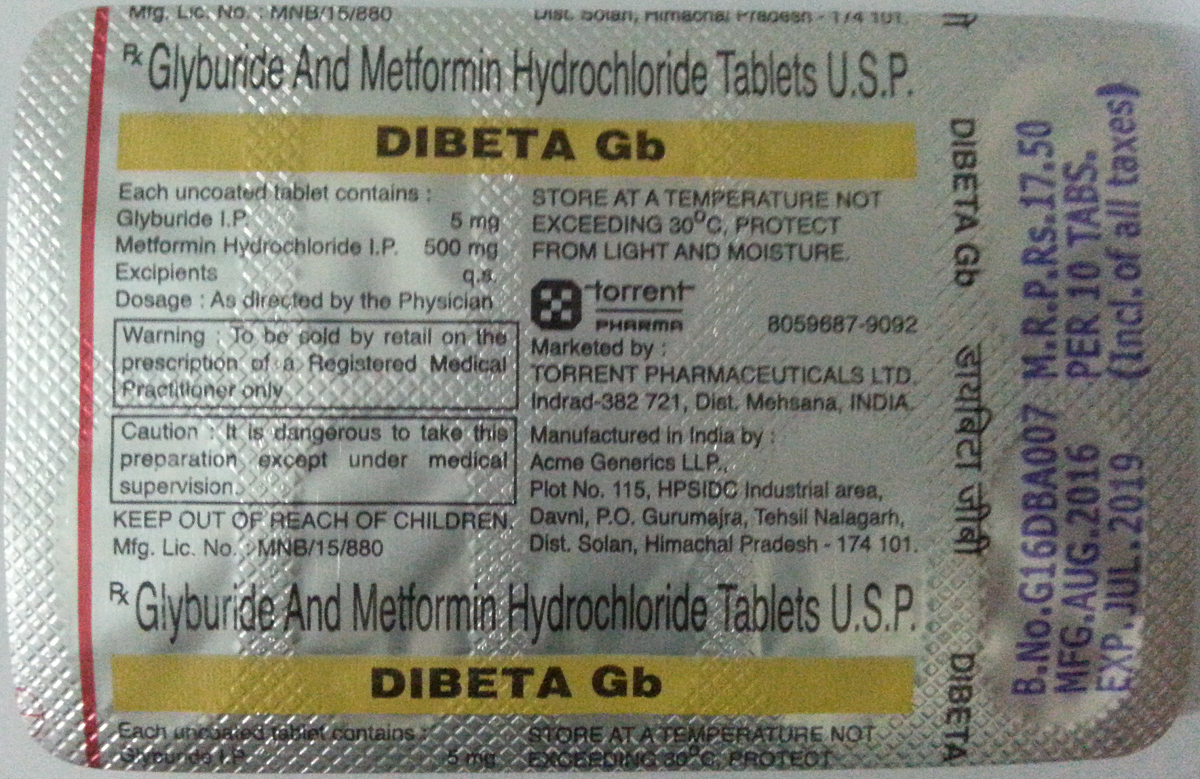 Mfg. Lic. No. : MNB/15/880
Dist. Solan, Himachal Pradesh - 174 101.
Rx Glyburide And Metformin Hydrochloride Tablets U.S.P.
DIBETA Gb
Each uncoated tablet contains :
Glyburide I.P. 5 mg
Metformin Hydrochloride I.P. 500 mg
Excipients q.s.
Dosage : As directed by the Physician
Warning : To be sold by retail on the
prescription of a Registered Medical
Practitioner only
Caution : It is dangerous to take this
preparation except under medical
supervision.
KEEP OUT OF REACH OF CHILDREN.
Mfg. Lic. No. : MNB/15/880
STORE AT A TEMPERATURE NOT
EXCEEDING 30°C, PROTECT
FROM LIGHT AND MOISTURE.
torrent
PHARMA
8059687-9092
Marketed by :
TORRENT PHARMACEUTICALS LTD.
Indrad-382 721, Dist. Mehsana, INDIA.
Manufactured in India by :
Acme Generics LLP.,
Plot No. 115, HPSIDC Industrial area,
Davni, P.O. Gurumajra, Tehsil Nalagarh,
Dist. Solan, Himachal Pradesh - 174 101.
Rx Glyburide And Metformin Hydrochloride Tablets U.S.P.
DIBETA Gb
Each uncoated tablet contains :
Glyburide I.P. 5 mg
STORE AT A TEMPERATURE NOT
EXCEEDING 30°C, PROTECT
DIBETA Gb डायबिटा जीबी DIBETA
B.No.G16DBA007 M.R.P.Rs.17.50
MFG.AUG.2016 PER 10 TABS.
EXP.JUL.2019 (Incl.of all taxes)